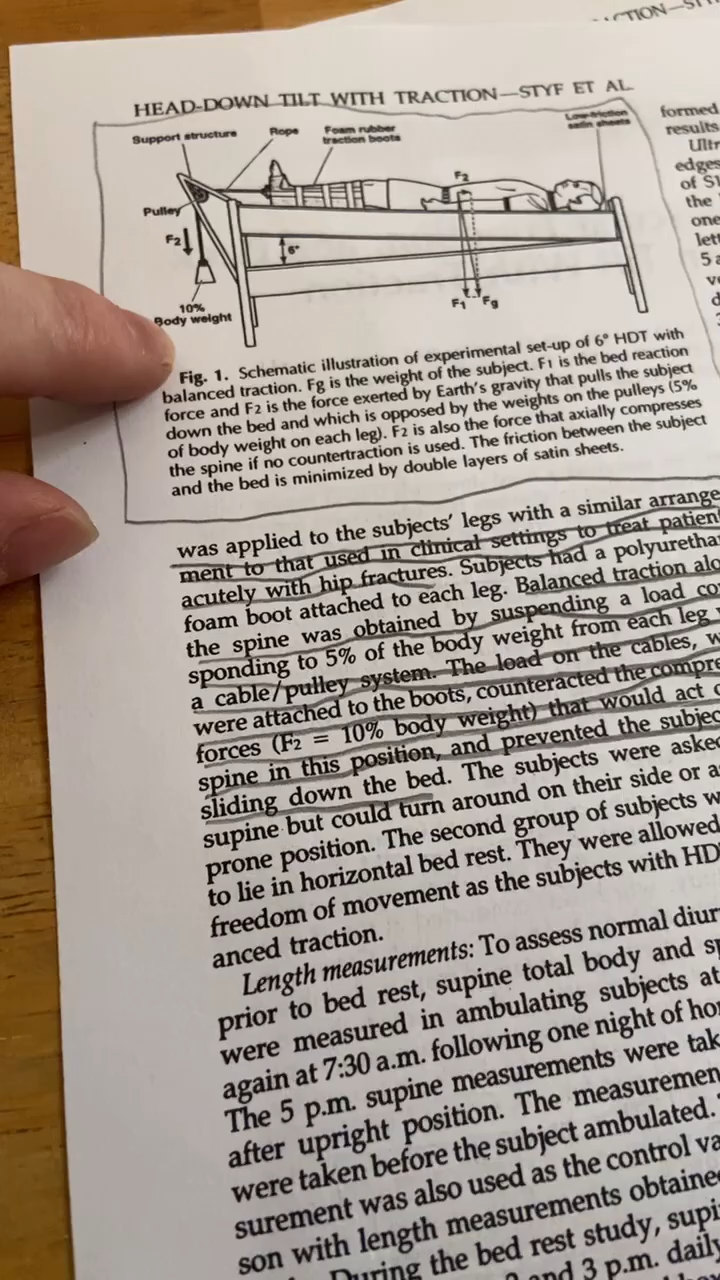 CTION—ST
HEAD-DOWN TILT WITH TRACTION—STYF ET AL.
Support structure
Rope
Foam rubber
traction boots
Low-friction
satin sheets
Pulley
F2
F2
6°
10%
Body weight
F1
Fg
Fig. 1. Schematic illustration of experimental set-up of 6° HDT with
balanced traction. Fg is the weight of the subject. F1 is the bed reaction
force and F2 is the force exerted by Earth's gravity that pulls the subject
down the bed and which is opposed by the weights on the pulleys (5%
of body weight on each leg). F2 is also the force that axially compresses
the spine if no countertraction is used. The friction between the subject
and the bed is minimized by double layers of satin sheets.
was applied to the subjects' legs with a similar arrange
ment to that used in clinical settings to treat patien
acutely with hip fractures. Subjects had a polyuretha
foam boot attached to each leg. Balanced traction alo
the spine was obtained by suspending a load co
sponding to 5% of the body weight from each leg
a cable/pulley system. The load on the cables, w
were attached to the boots, counteracted the compre
forces (F2 = 10% body weight) that would act o
spine in this position, and prevented the subjec
sliding down the bed. The subjects were asked
supine but could turn around on their side or a
prone position. The second group of subjects w
to lie in horizontal bed rest. They were allowed
freedom of movement as the subjects with HD
anced traction.
Length measurements: To assess normal diur
prior to bed rest, supine total body and sp
were measured in ambulating subjects at
again at 7:30 a.m. following one night of ho
The 5 p.m. supine measurements were tak
after upright position. The measuremen
were taken before the subject ambulated.
surement was also used as the control va
son with length measurements obtaine
During the bed rest study, supi
and 3 p.m. daily
formed
results
Ultr
edges
of S1
the
one
lett
5 a